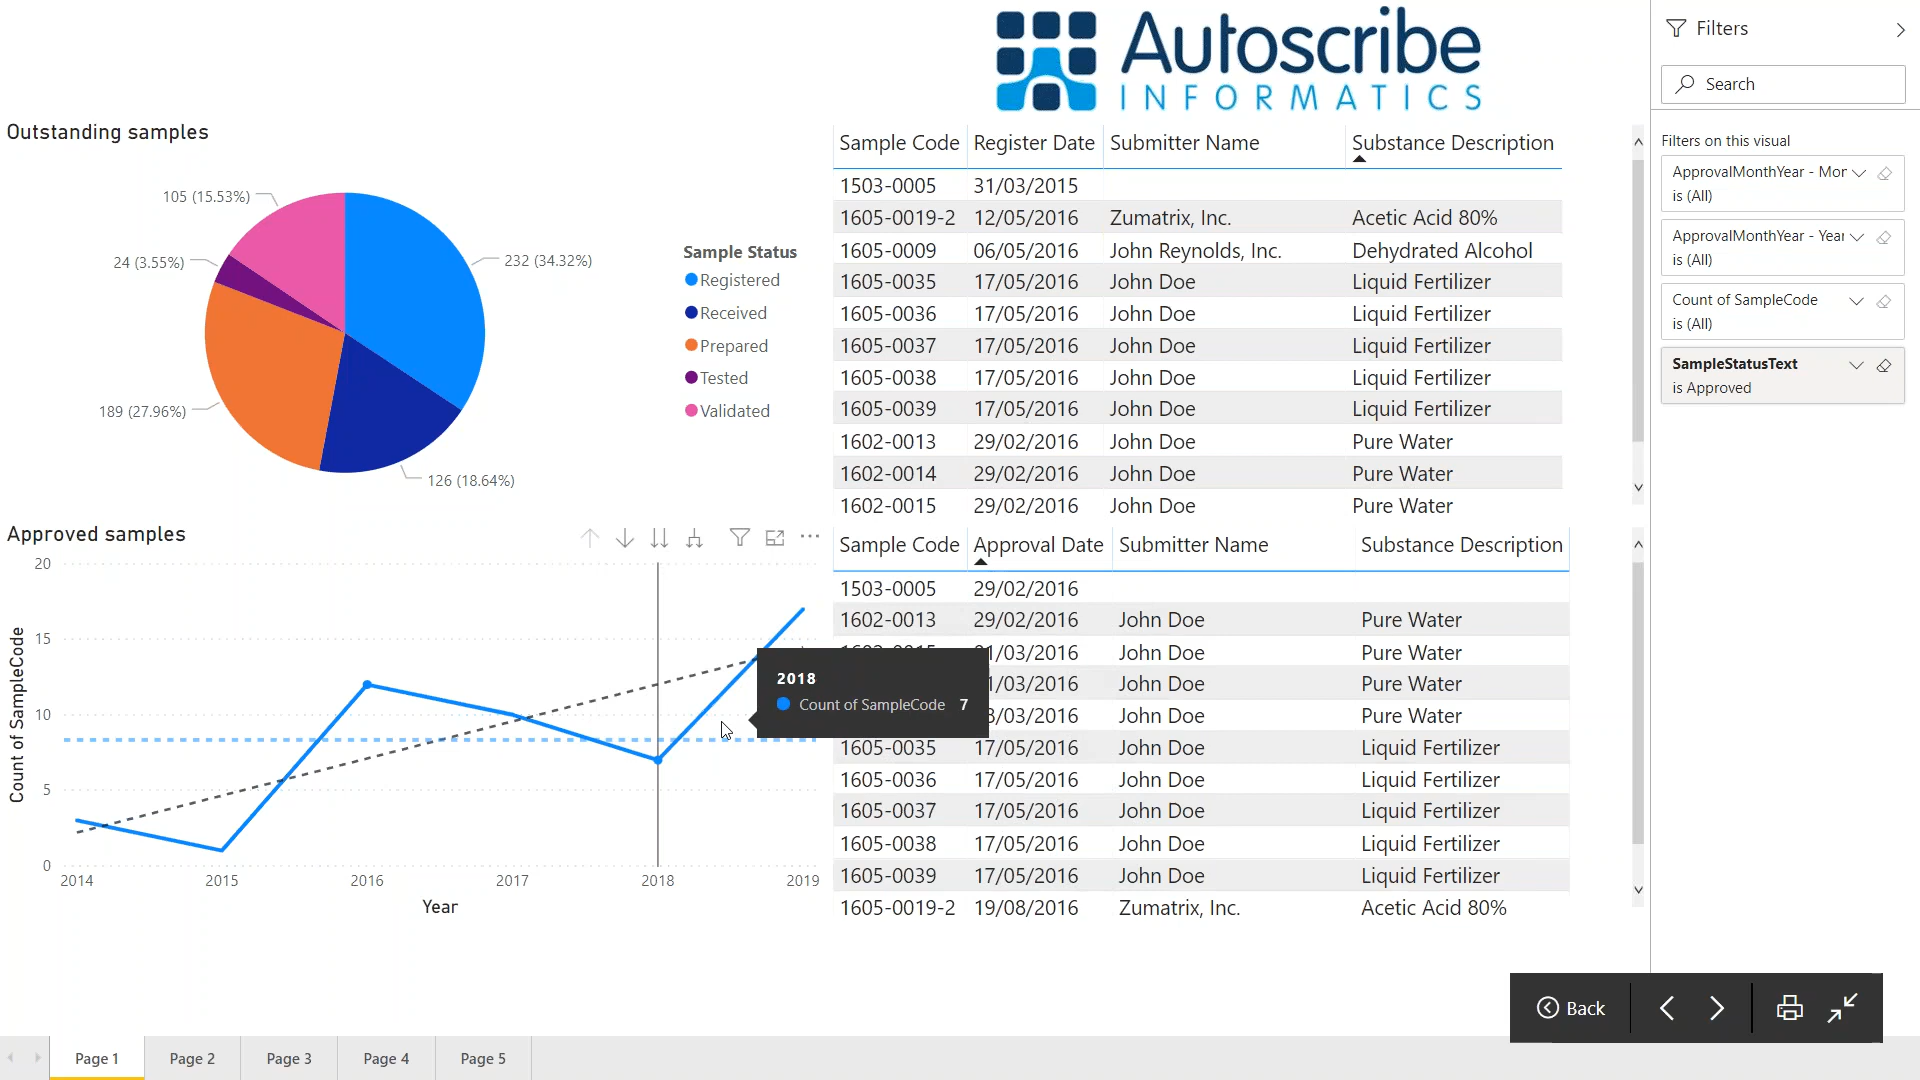 Autoscribe
INFORMATICS
Outstanding samples
105 (15.53%)
24 (3.55%)
232 (34.32%)
189 (27.96%)
126 (18.64%)
Sample Status
Registered
Received
Prepared
Tested
Validated
Sample Code Register Date Submitter Name Substance Description
1503-0005 31/03/2015
1605-0019-2 12/05/2016 Zumatrix, Inc. Acetic Acid 80%
1605-0009 06/05/2016 John Reynolds, Inc. Dehydrated Alcohol
1605-0035 17/05/2016 John Doe Liquid Fertilizer
1605-0036 17/05/2016 John Doe Liquid Fertilizer
1605-0037 17/05/2016 John Doe Liquid Fertilizer
1605-0038 17/05/2016 John Doe Liquid Fertilizer
1605-0039 17/05/2016 John Doe Liquid Fertilizer
1602-0013 29/02/2016 John Doe Pure Water
1602-0014 29/02/2016 John Doe Pure Water
1602-0015 29/02/2016 John Doe Pure Water
Approved samples
20
15
10
5
0
Count of SampleCode
2014 2015 2016 2017 2018 2019
Year
2018
Count of SampleCode 7
Sample Code Approval Date Submitter Name Substance Description
1503-0005 29/02/2016
1602-0013 29/02/2016 John Doe Pure Water
1/03/2016 John Doe Pure Water
1/03/2016 John Doe Pure Water
3/03/2016 John Doe Pure Water
1605-0035 17/05/2016 John Doe Liquid Fertilizer
1605-0036 17/05/2016 John Doe Liquid Fertilizer
1605-0037 17/05/2016 John Doe Liquid Fertilizer
1605-0038 17/05/2016 John Doe Liquid Fertilizer
1605-0039 17/05/2016 John Doe Liquid Fertilizer
1605-0019-2 19/08/2016 Zumatrix, Inc. Acetic Acid 80%
Filters
Search
Filters on this visual
ApprovalMonthYear - Mor
is (All)
ApprovalMonthYear - Year
is (All)
Count of SampleCode
is (All)
SampleStatusText
is Approved
Back
Page 1 Page 2 Page 3 Page 4 Page 5